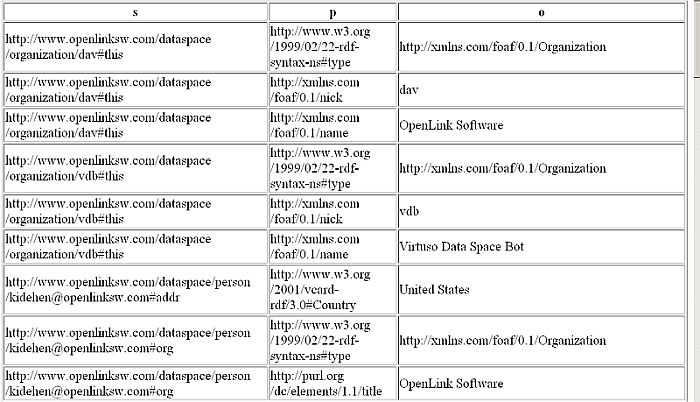 s p o
http://www.openlinksw.com/dataspace
/organization/dav#this
http://www.w3.org
/1999/02/22-rdf-
syntax-ns#type
http://xmlns.com/foaf/0.1/Organization
http://www.openlinksw.com/dataspace
/organization/dav#this
http://xmlns.com
/foaf/0.1/nick
dav
http://www.openlinksw.com/dataspace
/organization/dav#this
http://xmlns.com
/foaf/0.1/name
OpenLink Software
http://www.openlinksw.com/dataspace
/organization/vdb#this
http://www.w3.org
/1999/02/22-rdf-
syntax-ns#type
http://xmlns.com/foaf/0.1/Organization
http://www.openlinksw.com/dataspace
/organization/vdb#this
http://xmlns.com
/foaf/0.1/nick
vdb
http://www.openlinksw.com/dataspace
/organization/vdb#this
http://xmlns.com
/foaf/0.1/name
Virtuso Data Space Bot
http://www.openlinksw.com/dataspace/person
/kidehen@openlinksw.com#addr
http://www.w3.org
/2001/vcard-
rdf/3.0#Country
United States
http://www.openlinksw.com/dataspace/person
/kidehen@openlinksw.com#org
http://www.w3.org
/1999/02/22-rdf-
syntax-ns#type
http://xmlns.com/foaf/0.1/Organization
http://www.openlinksw.com/dataspace/person
/kidehen@openlinksw.com#org
http://purl.org
/dc/elements/1.1/title
OpenLink Software